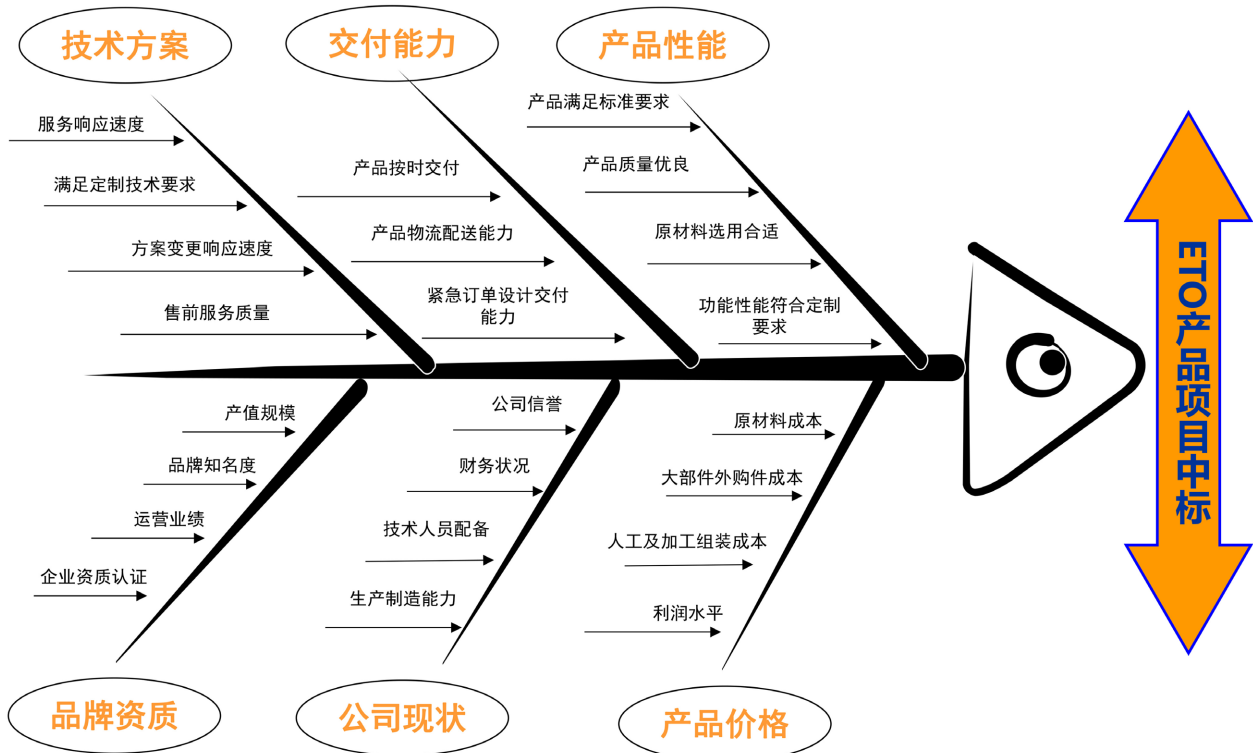 技术方案
交付能力
产品性能
服务响应速度
满足定制技术要求
方案变更响应速度
售前服务质量
产品按时交付
产品物流配送能力
紧急订单设计交付
能力
产品满足标准要求
产品质量优良
原材料选用合适
功能性能符合定制
要求
ETO产品项目中标
产值规模
品牌知名度
运营业绩
企业资质认证
公司信誉
财务状况
技术人员配备
生产制造能力
原材料成本
大部件外购件成本
人工及加工组装成本
利润水平
品牌资质
公司现状
产品价格